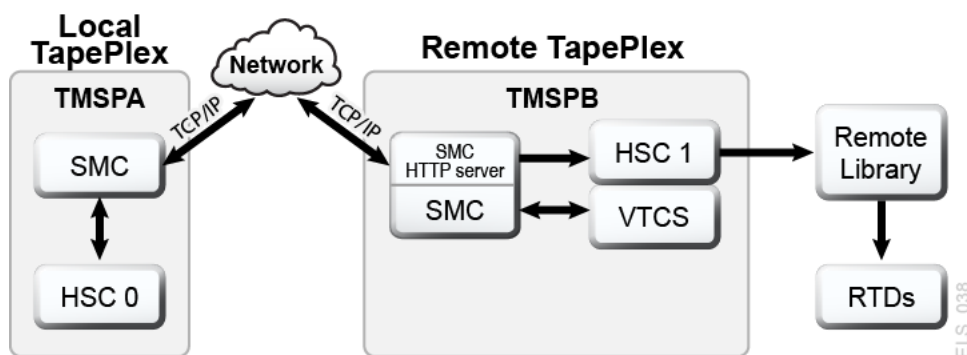 Local
TapePlex
TMSPA
SMC
HSC 0
TCP/IP
Network
TCP/IP
Remote TapePlex
TMSPB
SMC
HTTP server
SMC
HSC 1
VTCS
Remote
Library
RTDs
ELS_038